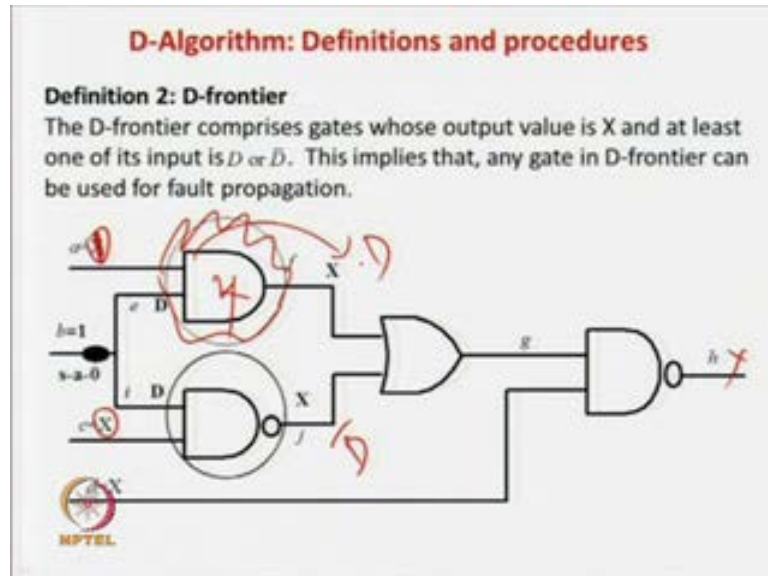 D-Algorithm: Definitions and procedures
Definition 2: D-frontier
The D-frontier comprises gates whose output value is X and at least
one of its input is D or D̄. This implies that, any gate in D-frontier can
be used for fault propagation.
f
X
D
e D
b=1
s-a-0
g
h
i D
X
c=X
j
D
d=X
NPTEL